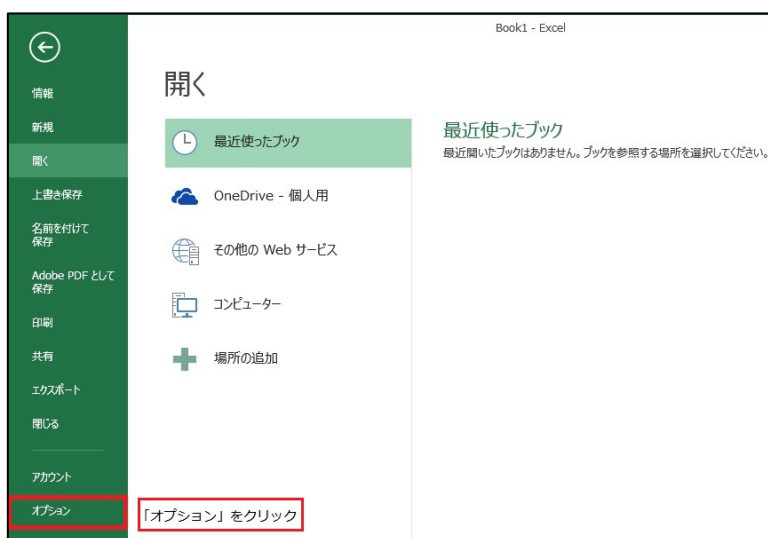 Book1 - Excel
情報
新規
開く
上書き保存
名前を付けて
保存
Adobe PDF として
保存
印刷
共有
エクスポート
閉じる
アカウント
オプション
開く
最近使ったブック
OneDrive - 個人用
その他の Web サービス
コンピューター
場所の追加
「オプション」をクリック
最近使ったブック
最近開いたブックはありません。ブックを参照する場所を選択してください。